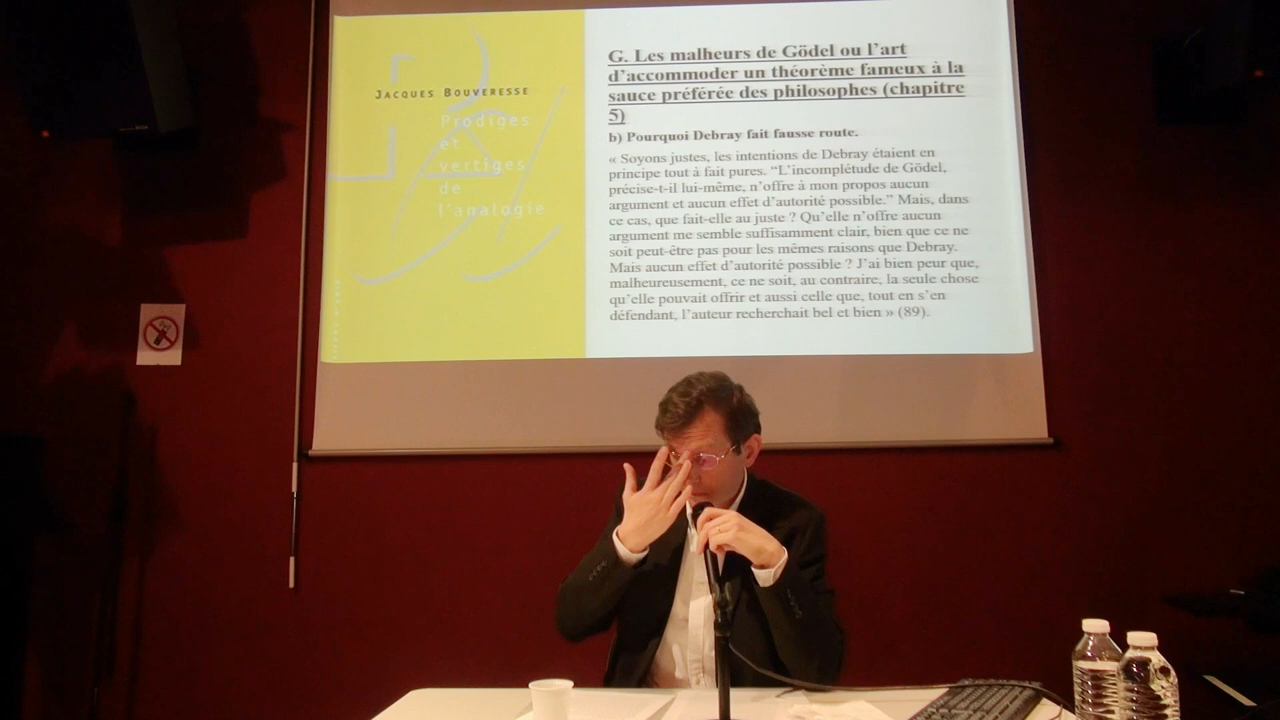 JACQUES BOUVERESSE
Prodiges
et
vertiges
de
l'analogie
G. Les malheurs de Gödel ou l'art
d'accommoder un théorème fameux à la
sauce préférée des philosophes (chapitre
5)
b) Pourquoi Debray fait fausse route.
« Soyons justes, les intentions de Debray étaient en
principe tout à fait pures. “L'incomplétude de Gödel,
précise-t-il lui-même, n'offre à mon propos aucun
argument et aucun effet d'autorité possible.” Mais, dans
ce cas, que fait-elle au juste ? Qu'elle n'offre aucun
argument me semble suffisamment clair, bien que ce ne
soit peut-être pas pour les mêmes raisons que Debray.
Mais aucun effet d'autorité possible ? J'ai bien peur que,
malheureusement, ce ne soit, au contraire, la seule chose
qu'elle pouvait offrir et aussi celle que, tout en s'en
défendant, l'auteur recherchait bel et bien » (89).